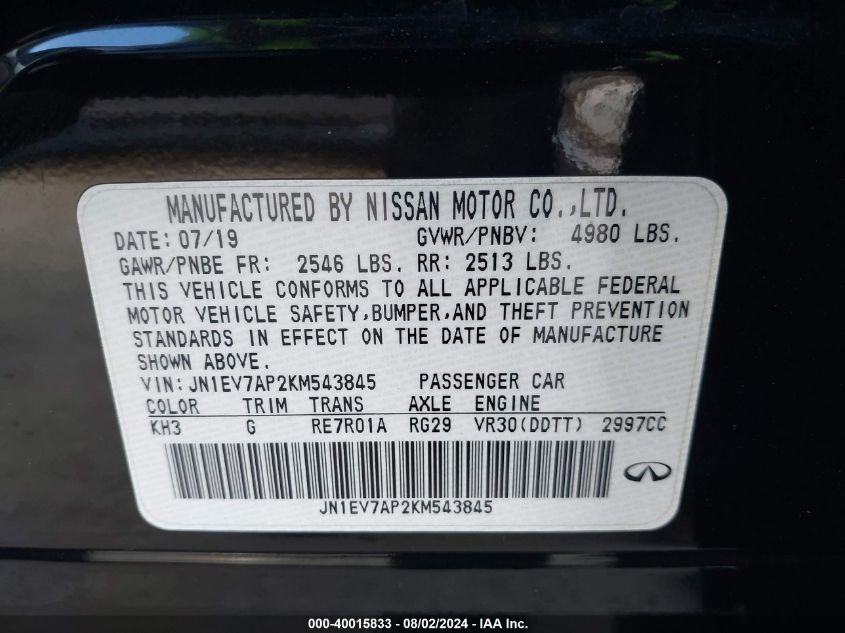 MANUFACTURED BY NISSAN MOTOR CO.,LTD.
DATE: 07/19 GVWR/PNBV: 4980 LBS.
GAWR/PNBE FR: 2546 LBS. RR: 2513 LBS.
THIS VEHICLE CONFORMS TO ALL APPLICABLE FEDERAL
MOTOR VEHICLE SAFETY,BUMPER,AND THEFT PREVENTION
STANDARDS IN EFFECT ON THE DATE OF MANUFACTURE
SHOWN ABOVE.
VIN:JN1EV7AP2KM543845 PASSENGER CAR
COLOR TRIM TRANS AXLE ENGINE
KH3 G RE7R01A RG29 VR30(DDTT) 2997CC
JN1EV7AP2KM543845
000-40015833 - 08/02/2024 - IAA Inc.